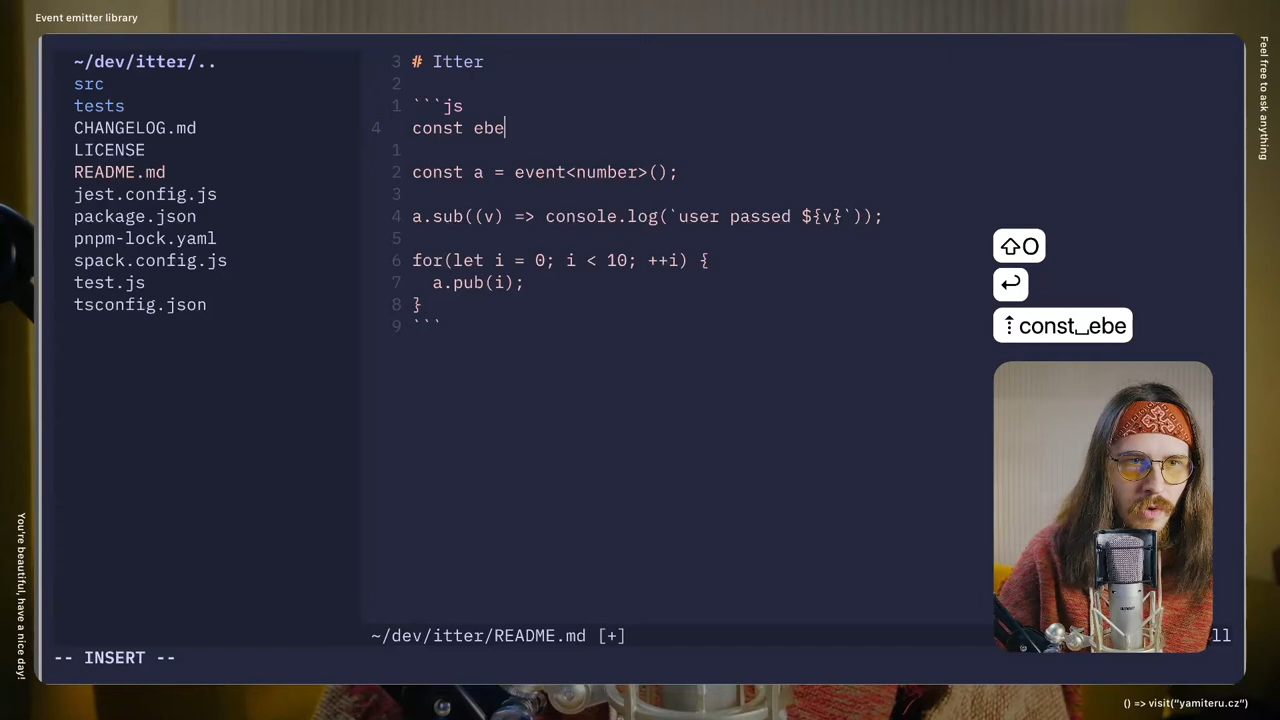 Event emitter library
Feel free to ask anything
~/dev/itter/..
src
tests
CHANGELOG.md
LICENSE
README.md
jest.config.js
package.json
pnpm-lock.yaml
spack.config.js
test.js
tsconfig.json
3 # Itter
2
1 ```js
4 const ebe
1
2 const a = event<number>();
3
4 a.sub((v) => console.log(`user passed ${v}`));
5
6 for(let i = 0; i < 10; ++i) {
7 a.pub(i);
8 }
9 ```
⇧O
↩
⇡const␣ebe
~/dev/itter/README.md [+]
ll
-- INSERT --
You're beautiful, have a nice day!
() => visit("yamiteru.cz")